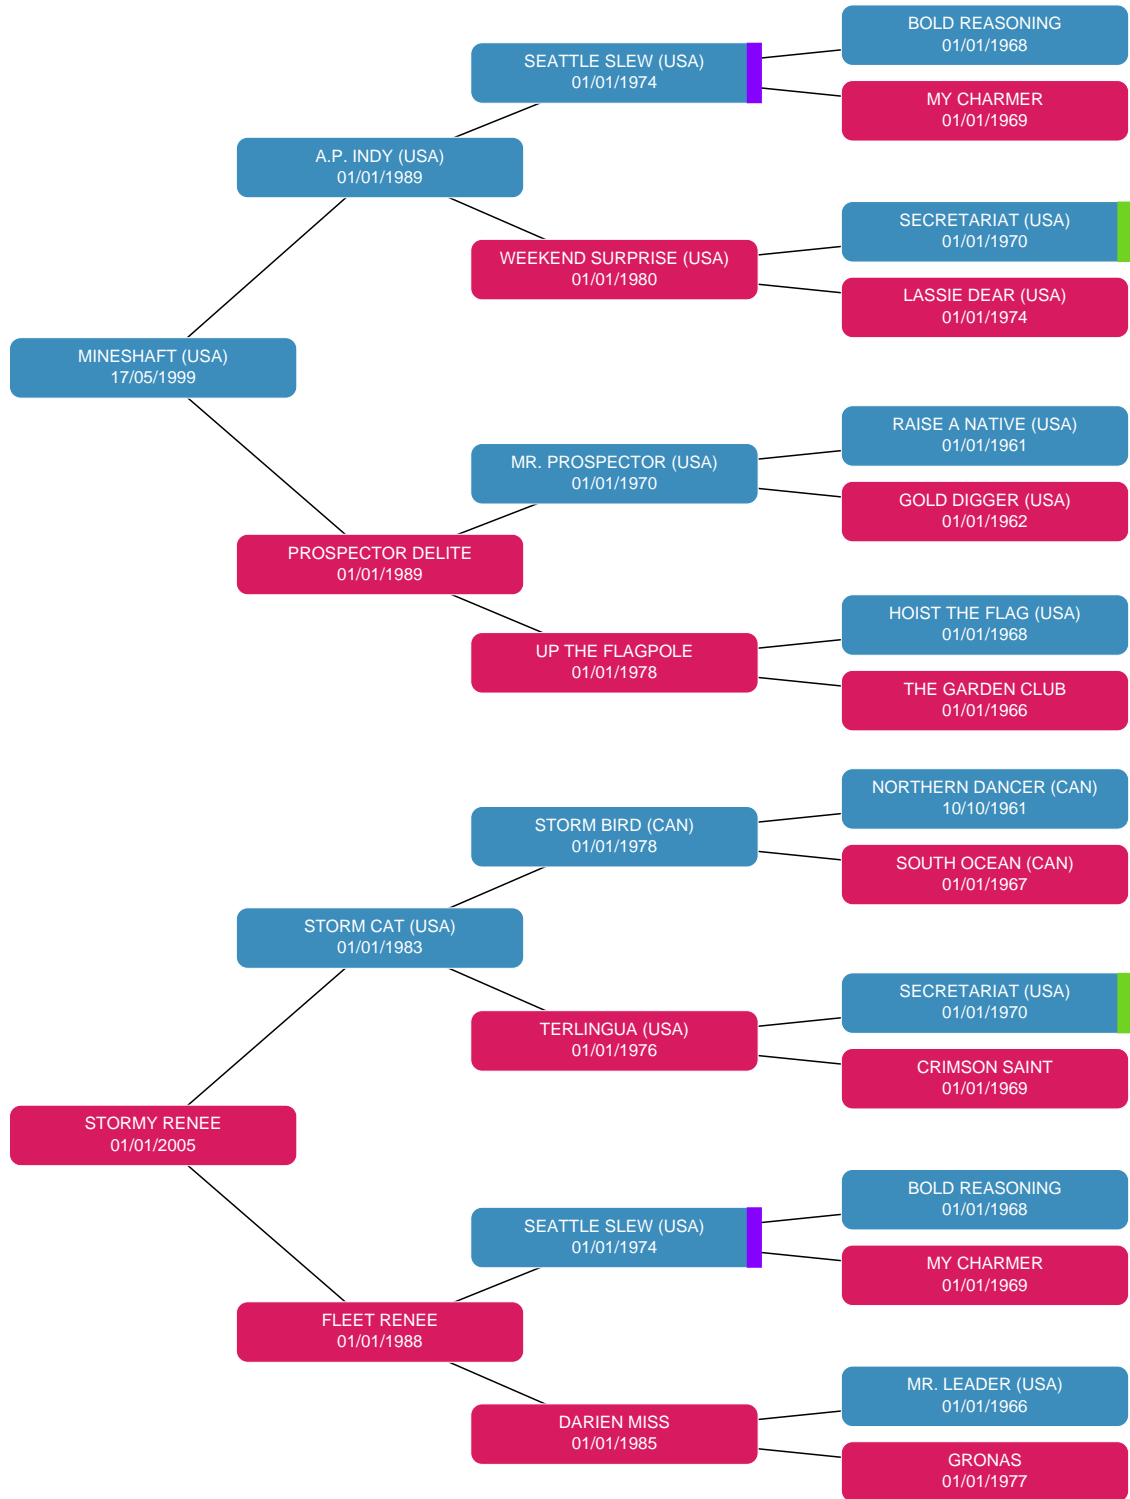 BOLD REASONING
01/01/1968
SEATTLE SLEW (USA)
01/01/1974
MY CHARMER
01/01/1969
A.P. INDY (USA)
01/01/1989
SECRETARIAT (USA)
01/01/1970
WEEKEND SURPRISE (USA)
01/01/1980
LASSIE DEAR (USA)
01/01/1974
MINESHAFT (USA)
17/05/1999
RAISE A NATIVE (USA)
01/01/1961
MR. PROSPECTOR (USA)
01/01/1970
GOLD DIGGER (USA)
01/01/1962
PROSPECTOR DELITE
01/01/1989
HOIST THE FLAG (USA)
01/01/1968
UP THE FLAGPOLE
01/01/1978
THE GARDEN CLUB
01/01/1966
NORTHERN DANCER (CAN)
10/10/1961
STORM BIRD (CAN)
01/01/1978
SOUTH OCEAN (CAN)
01/01/1967
STORM CAT (USA)
01/01/1983
SECRETARIAT (USA)
01/01/1970
TERLINGUA (USA)
01/01/1976
CRIMSON SAINT
01/01/1969
STORMY RENEE
01/01/2005
BOLD REASONING
01/01/1968
SEATTLE SLEW (USA)
01/01/1974
MY CHARMER
01/01/1969
FLEET RENEE
01/01/1988
MR. LEADER (USA)
01/01/1966
DARIEN MISS
01/01/1985
GRONAS
01/01/1977